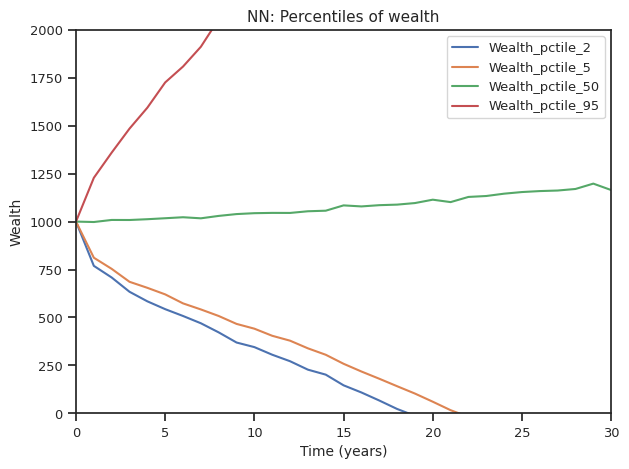 NN: Percentiles of wealth
2000
1750
1500
1250
1000
750
500
250
0
Wealth
Wealth_pctile_2
Wealth_pctile_5
Wealth_pctile_50
Wealth_pctile_95
0 5 10 15 20 25 30
Time (years)